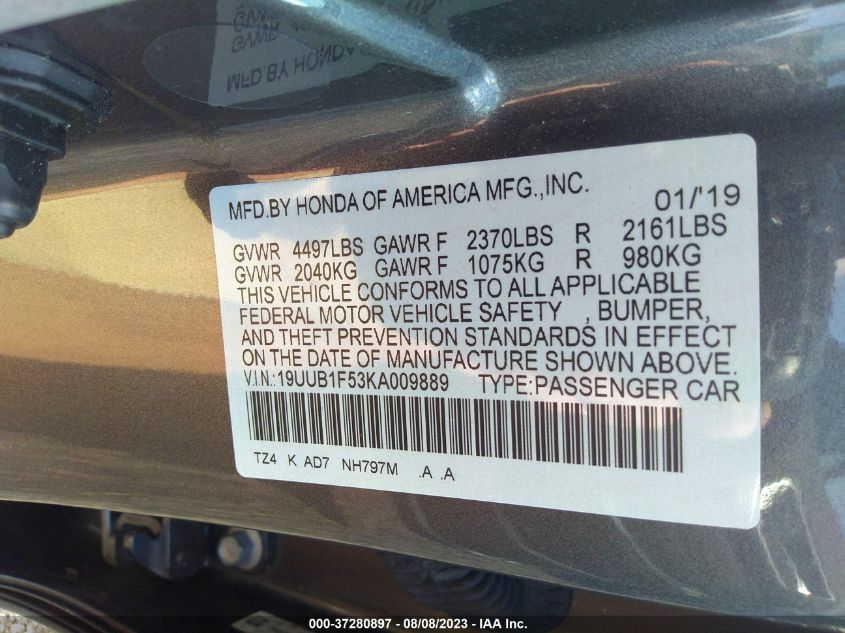 MFD.BY HONDA
MFD.BY HONDA OF AMERICA MFG.,INC. 01/'19
GVWR 4497LBS GAWR F 2370LBS R 2161LBS
GVWR 2040KG GAWR F 1075KG R 980KG
THIS VEHICLE CONFORMS TO ALL APPLICABLE
FEDERAL MOTOR VEHICLE SAFETY , BUMPER,
AND THEFT PREVENTION STANDARDS IN EFFECT
ON THE DATE OF MANUFACTURE SHOWN ABOVE.
V.I.N.:19UUB1F53KA009889 TYPE:PASSENGER CAR
TZ4 K AD7 NH797M .A .A
000-37280897 - 08/08/2023 - IAA Inc.